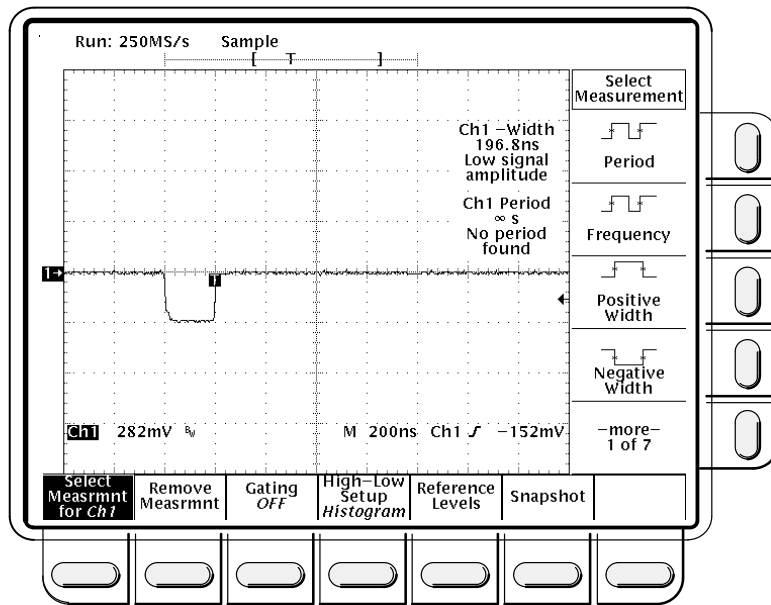 Run: 250MS/s Sample
[ T ]
Select
Measurement
Ch1 −Width
196.8ns
Low signal
amplitude
Period
Ch1 Period
∞ s
No period
found
Frequency
1→
T
Positive
Width
Negative
Width
Ch1 282mV BW M 200ns Ch1 −152mV
−more−
1 of 7
Select
Measrmnt
for Ch1
Remove
Measrmnt
Gating
OFF
High−Low
Setup
Histogram
Reference
Levels
Snapshot